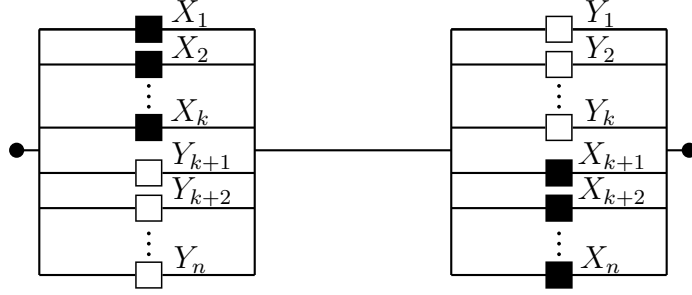 X_1
X_2
⋮
X_k
Y_{k+1}
Y_{k+2}
⋮
Y_n
Y_1
Y_2
⋮
Y_k
X_{k+1}
X_{k+2}
⋮
X_n